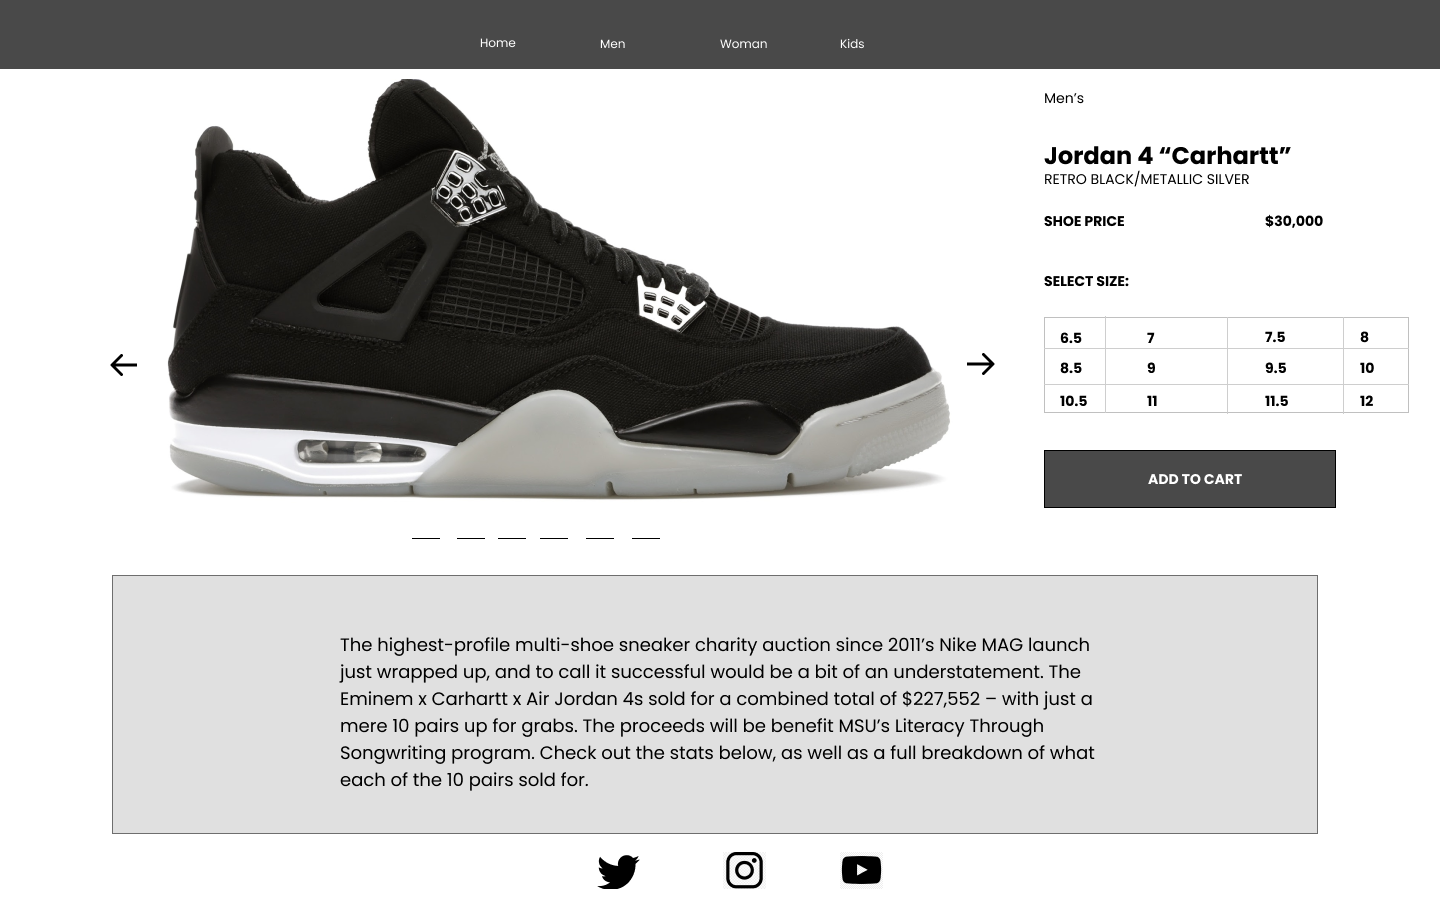 Home Men Woman Kids
Men’s
Jordan 4 “Carhartt”
RETRO BLACK/METALLIC SILVER
SHOE PRICE $30,000
SELECT SIZE:
6.5 7 7.5 8
8.5 9 9.5 10
10.5 11 11.5 12
ADD TO CART
The highest-profile multi-shoe sneaker charity auction since 2011’s Nike MAG launch
just wrapped up, and to call it successful would be a bit of an understatement. The
Eminem x Carhartt x Air Jordan 4s sold for a combined total of $227,552 – with just a
mere 10 pairs up for grabs. The proceeds will be benefit MSU’s Literacy Through
Songwriting program. Check out the stats below, as well as a full breakdown of what
each of the 10 pairs sold for.